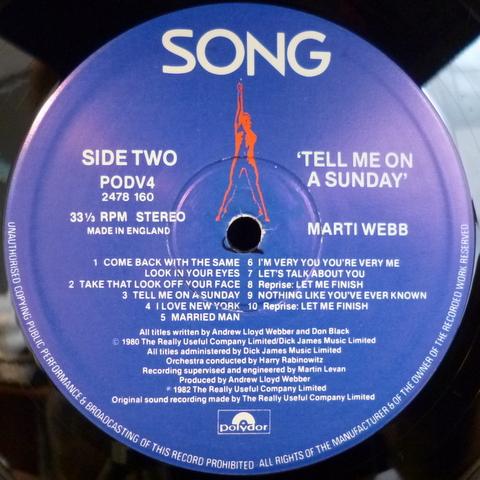 SONG
SIDE TWO
PODV4
2478 160
33⅓ RPM STEREO
MADE IN ENGLAND
'TELL ME ON
A SUNDAY'
MARTI WEBB
1 COME BACK WITH THE SAME
LOOK IN YOUR EYES
2 TAKE THAT LOOK OFF YOUR FACE
3 TELL ME ON A SUNDAY
4 I LOVE NEW YORK
5 MARRIED MAN
6 I'M VERY YOU YOU'RE VERY ME
7 LET'S TALK ABOUT YOU
8 Reprise: LET ME FINISH
9 NOTHING LIKE YOU'VE EVER KNOWN
10 Reprise: LET ME FINISH
All titles written by Andrew Lloyd Webber and Don Black
© 1980 The Really Useful Company Limited/Dick James Music Limited
All titles administered by Dick James Music Limited
Orchestra conducted by Harry Rabinowitz
Recording supervised and engineered by Martin Levan
Produced by Andrew Lloyd Webber
℗ 1982 The Really Useful Company Limited
Original sound recording made by The Really Useful Company Limited
polydor
UNAUTHORISED COPYING PUBLIC PERFORMANCE & BROADCASTING OF THIS RECORD PROHIBITED ALL RIGHTS OF THE MANUFACTURER & OF THE OWNER OF THE RECORDED WORK RESERVED